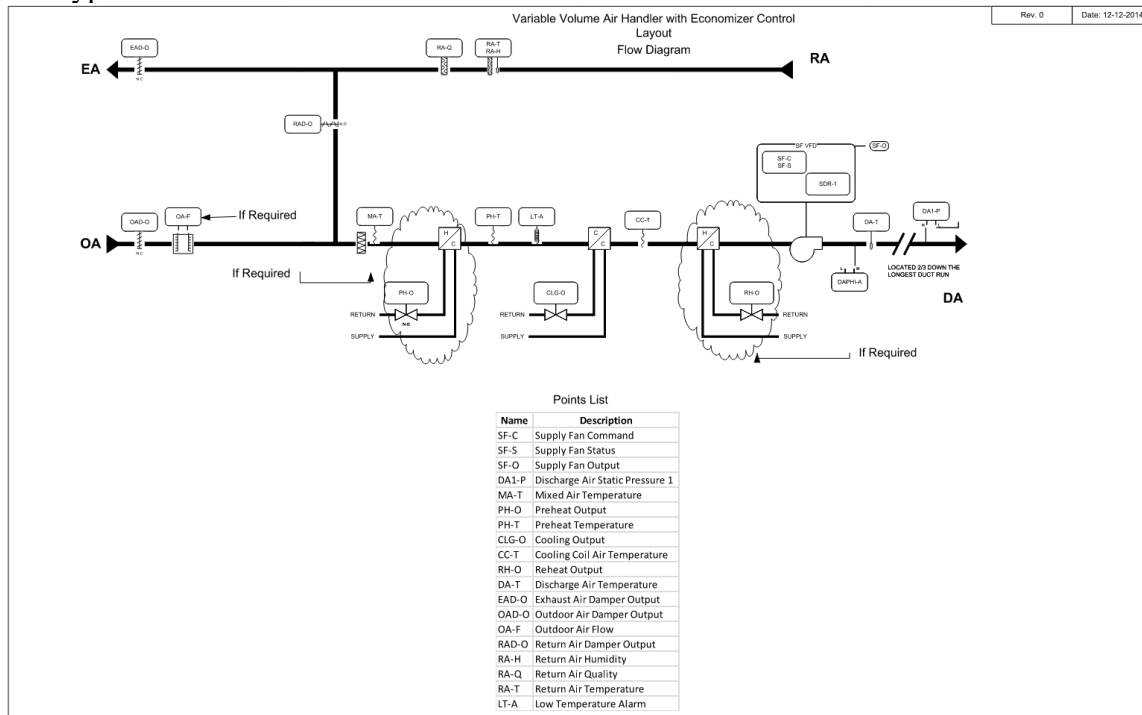 Variable Volume Air Handler with Economizer Control
Layout
Flow Diagram
Rev. 0
Date: 12-12-2014
EAD-O
N C
EA
RA-Q
RA-T
RA-H
RA
RAD-O
N O
SF VFD
SF-O
SF-C
SF-S
SDR-1
OAD-O
N C
OA-F
If Required
OA
MA-T
PH-T
LT-A
CC-T
DA-T
DA1-P
H
L
H
C
C
C
H
C
L
H
DAPHI-A
LOCATED 2/3 DOWN THE
LONGEST DUCT RUN
DA
If Required
PH-O
N O
RETURN
SUPPLY
CLG-O
RETURN
SUPPLY
RH-O
RETURN
SUPPLY
If Required
Points List
Name Description
SF-C Supply Fan Command
SF-S Supply Fan Status
SF-O Supply Fan Output
DA1-P Discharge Air Static Pressure 1
MA-T Mixed Air Temperature
PH-O Preheat Output
PH-T Preheat Temperature
CLG-O Cooling Output
CC-T Cooling Coil Air Temperature
RH-O Reheat Output
DA-T Discharge Air Temperature
EAD-O Exhaust Air Damper Output
OAD-O Outdoor Air Damper Output
OA-F Outdoor Air Flow
RAD-O Return Air Damper Output
RA-H Return Air Humidity
RA-Q Return Air Quality
RA-T Return Air Temperature
LT-A Low Temperature Alarm